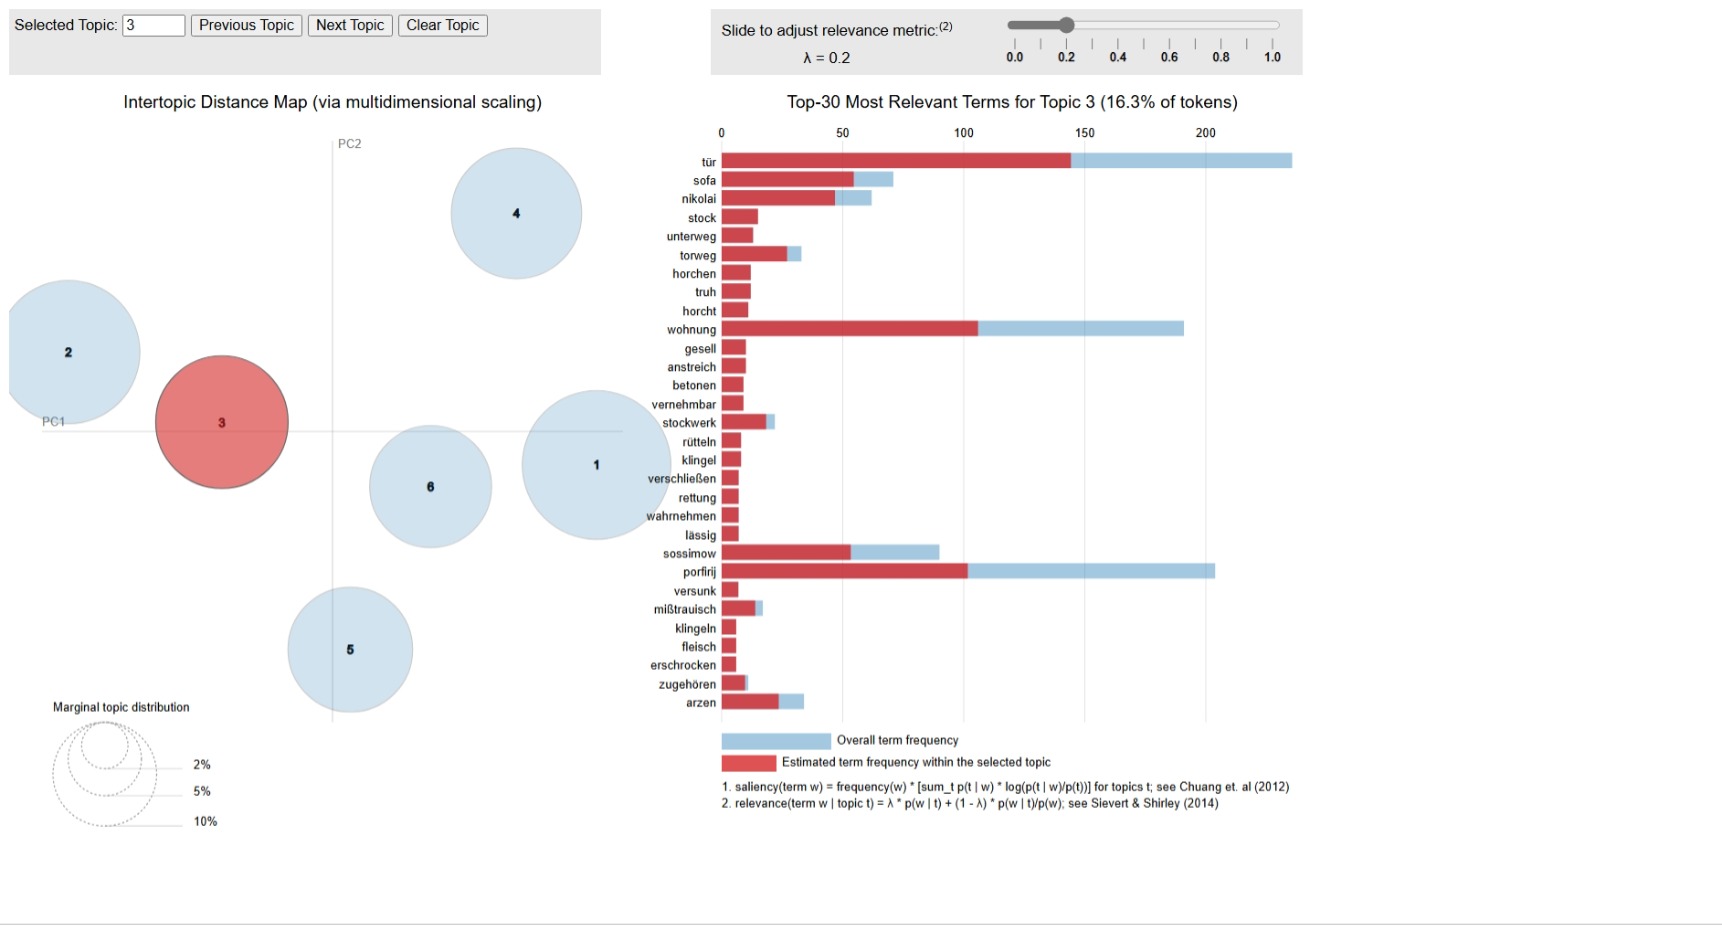 Selected Topic: 3 Previous Topic Next Topic Clear Topic
Slide to adjust relevance metric:(2)
λ = 0.2
0.0 0.2 0.4 0.6 0.8 1.0
Intertopic Distance Map (via multidimensional scaling)
PC2
4
2
PC1
3
1
6
5
Marginal topic distribution
2%
5%
10%
Top-30 Most Relevant Terms for Topic 3 (16.3% of tokens)
0 50 100 150 200
tür
sofa
nikolai
stock
unterweg
torweg
horchen
truh
horcht
wohnung
gesell
anstreich
betonen
vernehmbar
stockwerk
rütteln
klingel
verschließen
rettung
wahrnehmen
lässig
sossimow
porfirij
versunk
mißtrauisch
klingeln
fleisch
erschrocken
zugehören
arzen
Overall term frequency
Estimated term frequency within the selected topic
1. saliency(term w) = frequency(w) * [sum_t p(t | w) * log(p(t | w)/p(t))] for topics t; see Chuang et. al (2012)
2. relevance(term w | topic t) = λ * p(w | t) + (1 - λ) * p(w | t)/p(w); see Sievert & Shirley (2014)